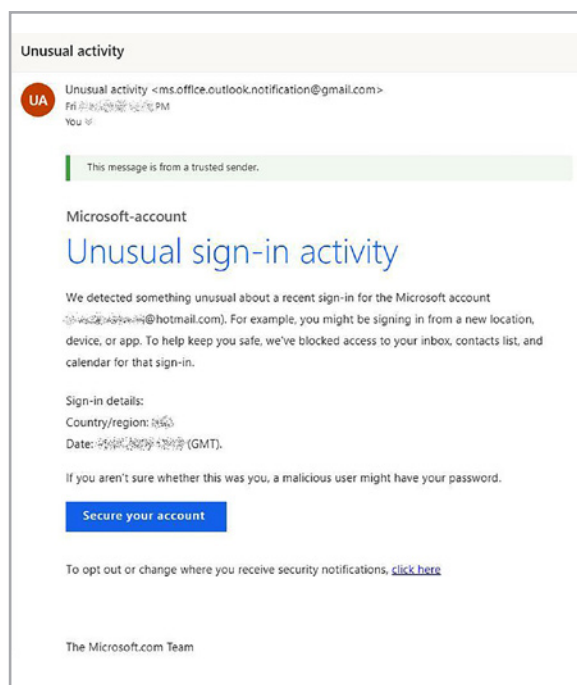 Unusual activity
UA
Unusual activity <ms.office.outlook.notification@gmail.com>
Fri PM
You
This message is from a trusted sender.
Microsoft-account
Unusual sign-in activity
We detected something unusual about a recent sign-in for the Microsoft account
@hotmail.com). For example, you might be signing in from a new location,
device, or app. To help keep you safe, we've blocked access to your inbox, contacts list, and
calendar for that sign-in.
Sign-in details:
Country/region:
Date: (GMT).
If you aren't sure whether this was you, a malicious user might have your password.
Secure your account
To opt out or change where you receive security notifications, click here
The Microsoft.com Team